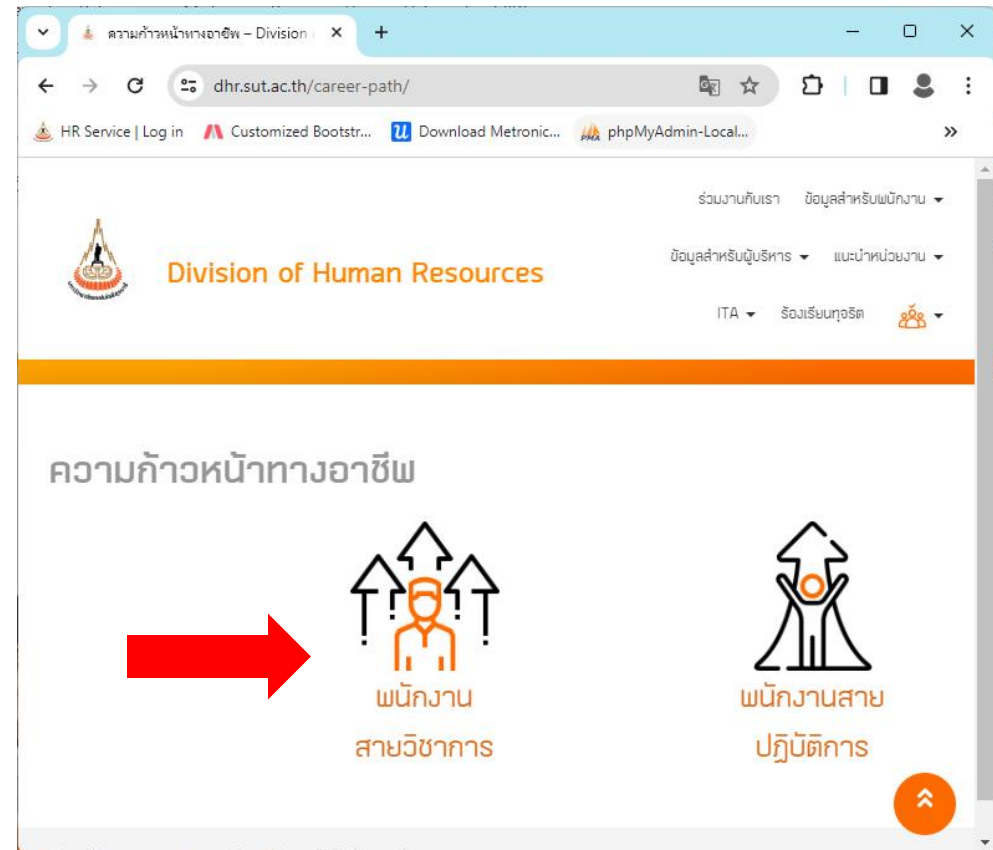 ความก้าวหน้าทางอาชีพ – Division
dhr.sut.ac.th/career-path/
HR Service | Log in
Customized Bootstr...
Download Metronic...
PMA
phpMyAdmin-Local...
ร่วมงานกับเรา ข้อมูลสำหรับพนักงาน
Division of Human Resources
ข้อมูลสำหรับผู้บริหาร แนะนำหน่วยงาน
ITA ร้องเรียนทุจริต
ความก้าวหน้าทางอาชีพ
พนักงาน
สายวิชาการ
พนักงานสาย
ปฏิบัติการ